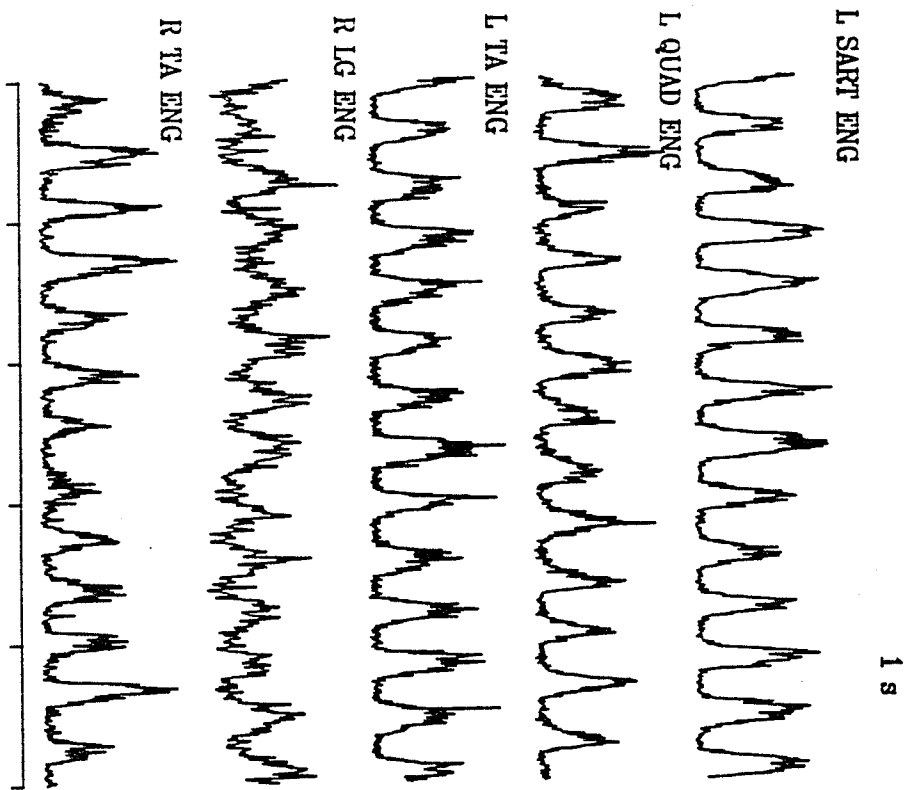 L SART ENG
L QUAD ENG
L TA ENG
R LG ENG
R TA ENG
1 s